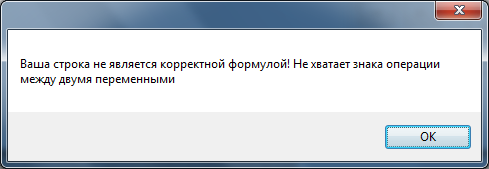 Ваша строка не является корректной формулой! Не хватает знака операции
между двумя переменными
OK